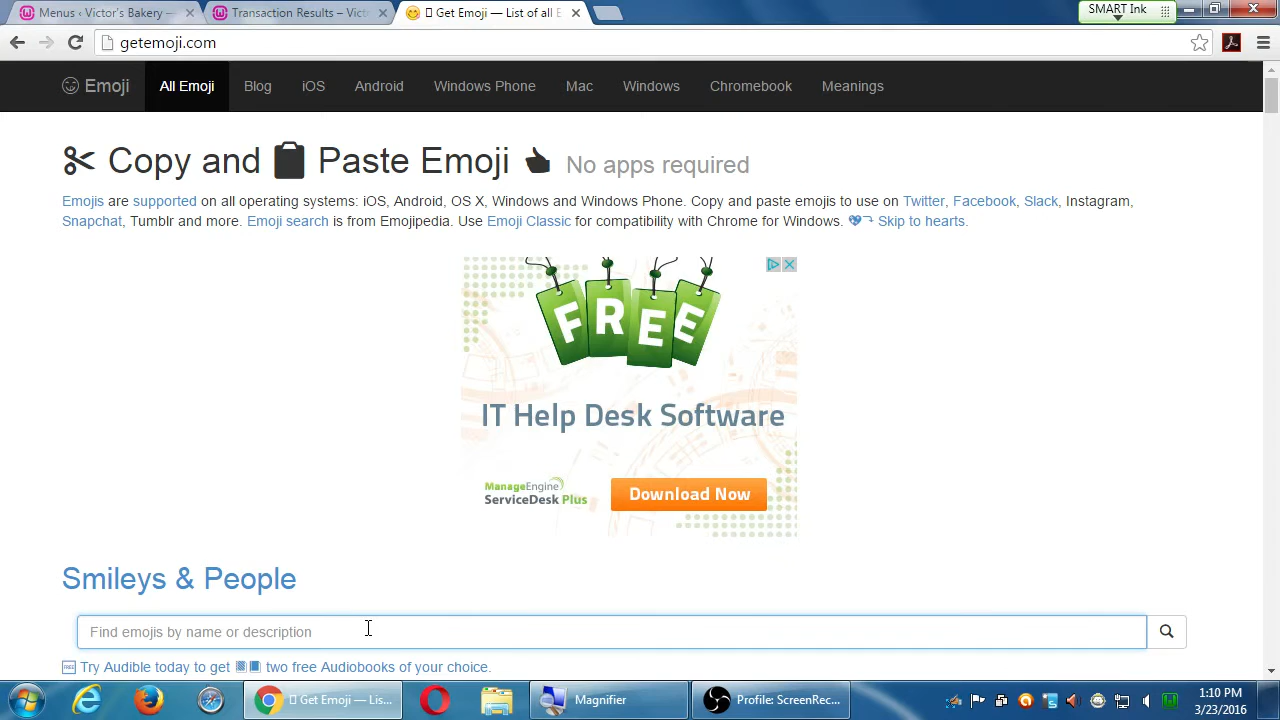 Menus ‹ Victor's Bakery —
Transaction Results – Vict
Get Emoji — List of all E
SMART Ink
getemoji.com
Emoji
All Emoji
Blog
iOS
Android
Windows Phone
Mac
Windows
Chromebook
Meanings
Copy and Paste Emoji No apps required
Emojis are supported on all operating systems: iOS, Android, OS X, Windows and Windows Phone. Copy and paste emojis to use on Twitter, Facebook, Slack, Instagram,
Snapchat, Tumblr and more. Emoji search is from Emojipedia. Use Emoji Classic for compatibility with Chrome for Windows. Skip to hearts.
FREE
IT Help Desk Software
ManageEngine
ServiceDesk Plus
Download Now
Smileys & People
Find emojis by name or description
FREE Try Audible today to get two free Audiobooks of your choice.
Get Emoji — Lis...
Magnifier
Profile: ScreenRec...
1:10 PM
3/23/2016